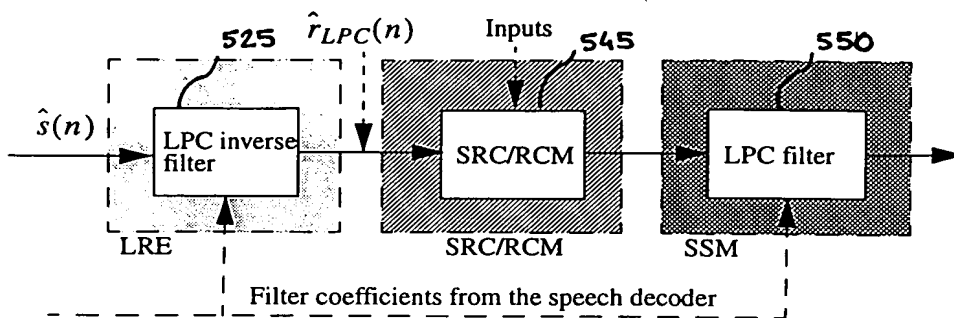 525
r̂_LPC(n)
Inputs
545
550
ŝ(n)
LPC inverse
filter
SRC/RCM
LPC filter
LRE
SRC/RCM
SSM
Filter coefficients from the speech decoder